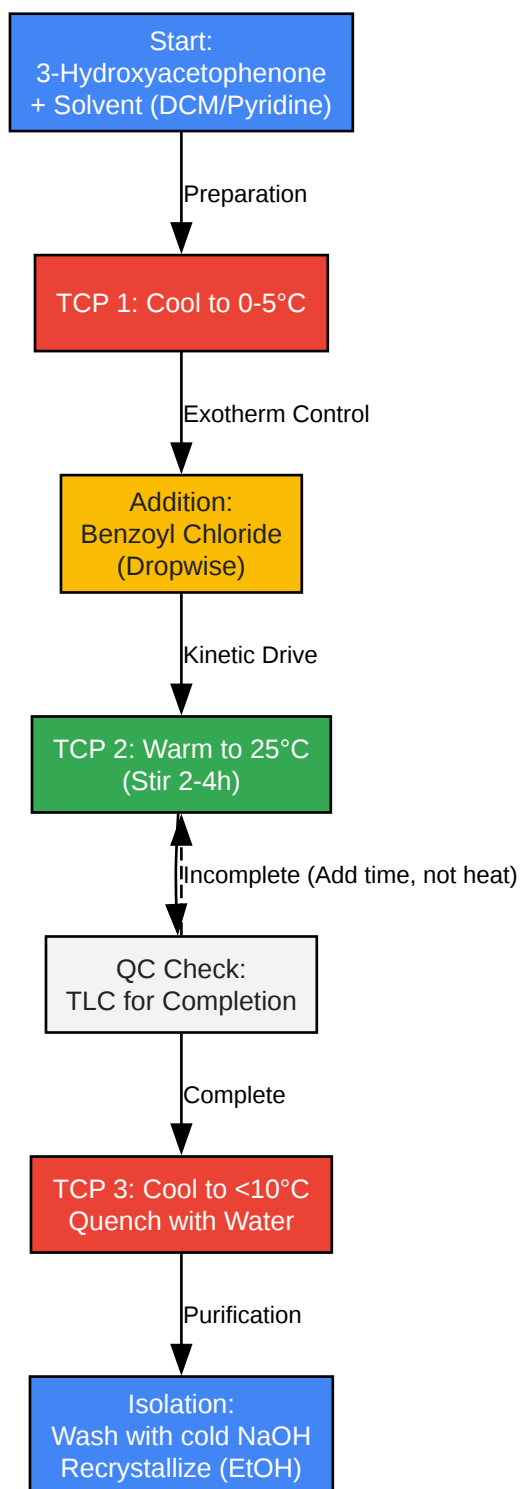 Start:
3-Hydroxyacetophenone
+ Solvent (DCM/Pyridine)
Preparation
TCP 1: Cool to 0-5°C
Exotherm Control
Addition:
Benzoyl Chloride
(Dropwise)
Kinetic Drive
TCP 2: Warm to 25°C
(Stir 2-4h)
Incomplete (Add time, not heat)
QC Check:
TLC for Completion
Complete
TCP 3: Cool to <10°C
Quench with Water
Purification
Isolation:
Wash with cold NaOH
Recrystallize (EtOH)